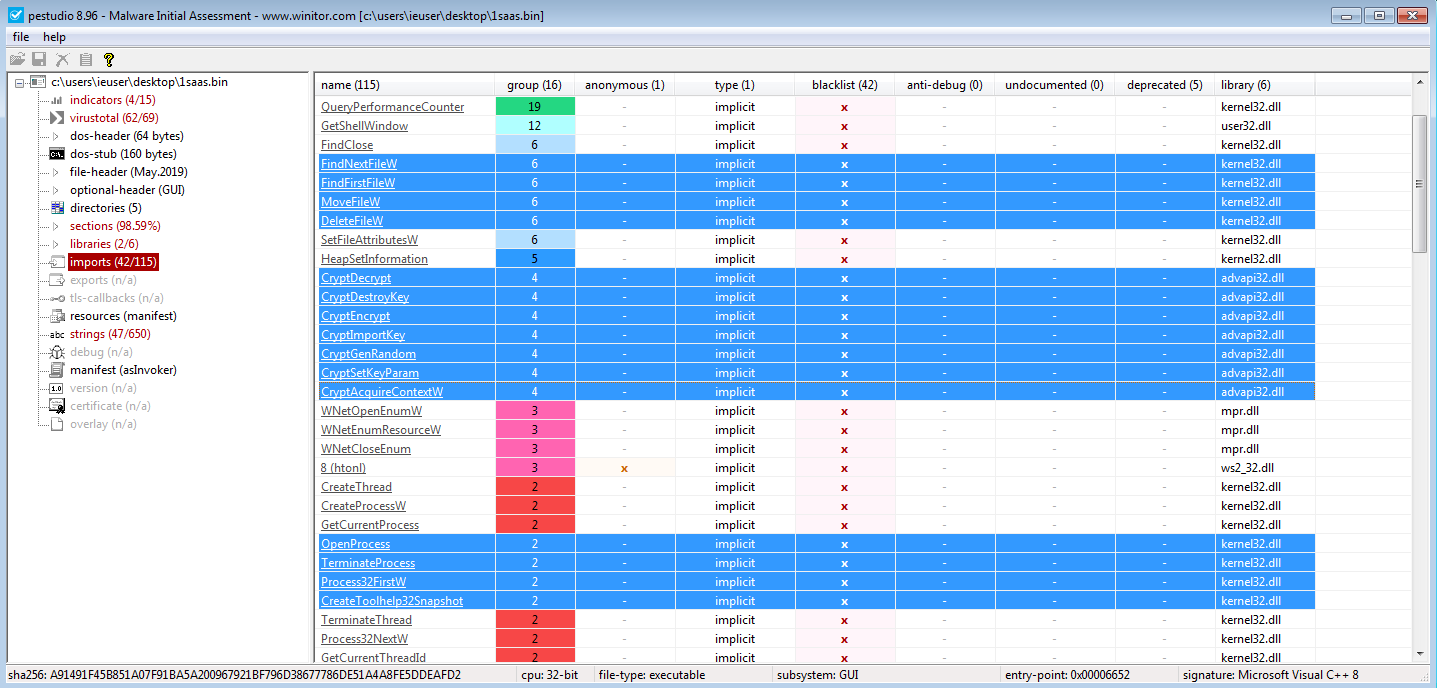 pestudio 8.96 - Malware Initial Assessment - www.winitor.com [c:\users\ieuser\desktop\1saas.bin]
file help
c:\users\ieuser\desktop\1saas.bin
indicators (4/15)
virustotal (62/69)
dos-header (64 bytes)
dos-stub (160 bytes)
file-header (May.2019)
optional-header (GUI)
directories (5)
sections (98.59%)
libraries (2/6)
imports (42/115)
exports (n/a)
tls-callbacks (n/a)
resources (manifest)
abc strings (47/650)
debug (n/a)
manifest (asInvoker)
1.0 version (n/a)
certificate (n/a)
overlay (n/a)
name (115) group (16) anonymous (1) type (1) blacklist (42) anti-debug (0) undocumented (0) deprecated (5) library (6)
QueryPerformanceCounter 19 - implicit x - - - kernel32.dll
GetShellWindow 12 - implicit x - - - user32.dll
FindClose 6 - implicit x - - - kernel32.dll
FindNextFileW 6 - implicit x - - - kernel32.dll
FindFirstFileW 6 - implicit x - - - kernel32.dll
MoveFileW 6 - implicit x - - - kernel32.dll
DeleteFileW 6 - implicit x - - - kernel32.dll
SetFileAttributesW 6 - implicit x - - - kernel32.dll
HeapSetInformation 5 - implicit x - - - kernel32.dll
CryptDecrypt 4 - implicit x - - - advapi32.dll
CryptDestroyKey 4 - implicit x - - - advapi32.dll
CryptEncrypt 4 - implicit x - - - advapi32.dll
CryptImportKey 4 - implicit x - - - advapi32.dll
CryptGenRandom 4 - implicit x - - - advapi32.dll
CryptSetKeyParam 4 - implicit x - - - advapi32.dll
CryptAcquireContextW 4 - implicit x - - - advapi32.dll
WNetOpenEnumW 3 - implicit x - - - mpr.dll
WNetEnumResourceW 3 - implicit x - - - mpr.dll
WNetCloseEnum 3 - implicit x - - - mpr.dll
8 (htonl) 3 x implicit x - - - ws2_32.dll
CreateThread 2 - implicit x - - - kernel32.dll
CreateProcessW 2 - implicit x - - - kernel32.dll
GetCurrentProcess 2 - implicit x - - - kernel32.dll
OpenProcess 2 - implicit x - - - kernel32.dll
TerminateProcess 2 - implicit x - - - kernel32.dll
Process32FirstW 2 - implicit x - - - kernel32.dll
CreateToolhelp32Snapshot 2 - implicit x - - - kernel32.dll
TerminateThread 2 - implicit x - - - kernel32.dll
Process32NextW 2 - implicit x - - - kernel32.dll
GetCurrentThreadId 2 - implicit x - - - kernel32.dll
sha256: A91491F45B851A07F91BA5A200967921BF796D38677786DE51A4A8FE5DDEAFD2 cpu: 32-bit file-type: executable subsystem: GUI entry-point: 0x00006652 signature: Microsoft Visual C++ 8